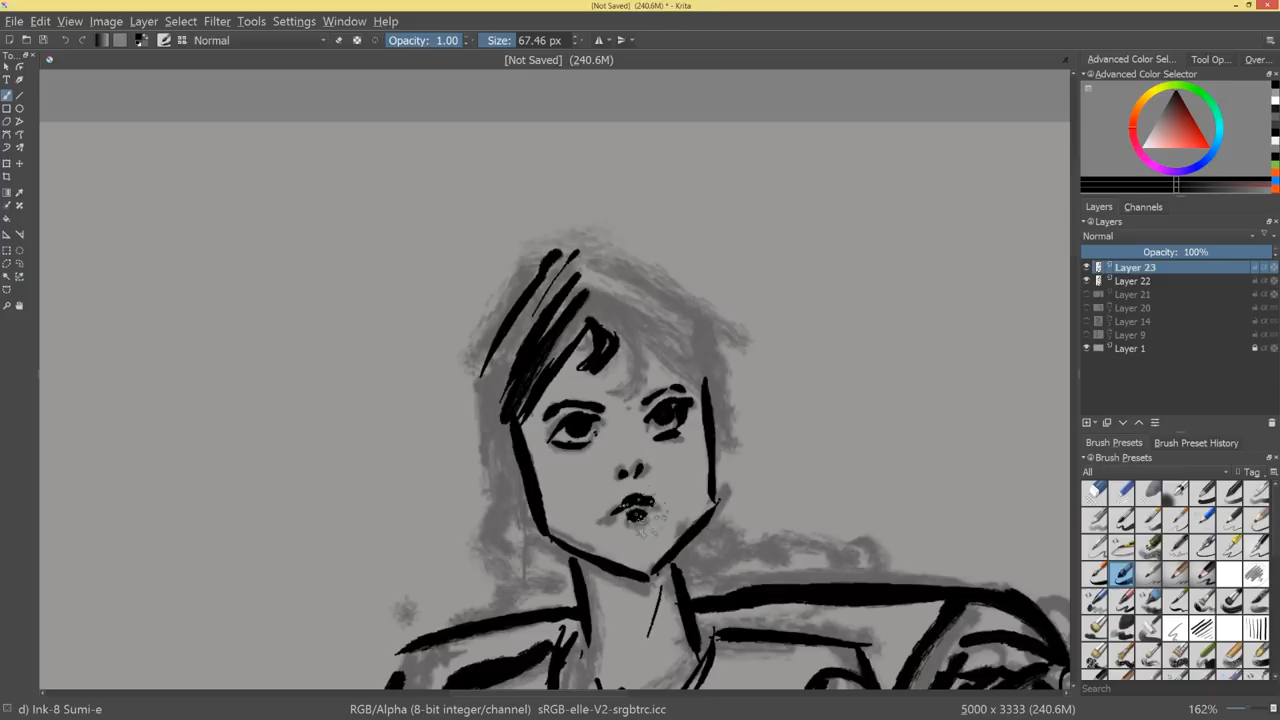 [Not Saved] (240.6M) * - Krita
File Edit View Image Layer Select Filter Tools Settings Window Help
Normal Opacity: 1.00 Size: 67.46 px
To... [Not Saved] (240.6M) Advanced Color Sel... Tool Op... Over...
Advanced Color Selector
Layers Channels
Layers
Normal
Opacity: 100%
Layer 23
Layer 22
Layer 21
Layer 20
Layer 14
Layer 9
Layer 1
Brush Presets Brush Preset History
Brush Presets
All Tag
Search
d) Ink-8 Sumi-e RGB/Alpha (8-bit integer/channel) sRGB-elle-V2-srgbtrc.icc 5000 x 3333 (240.6M) 162%